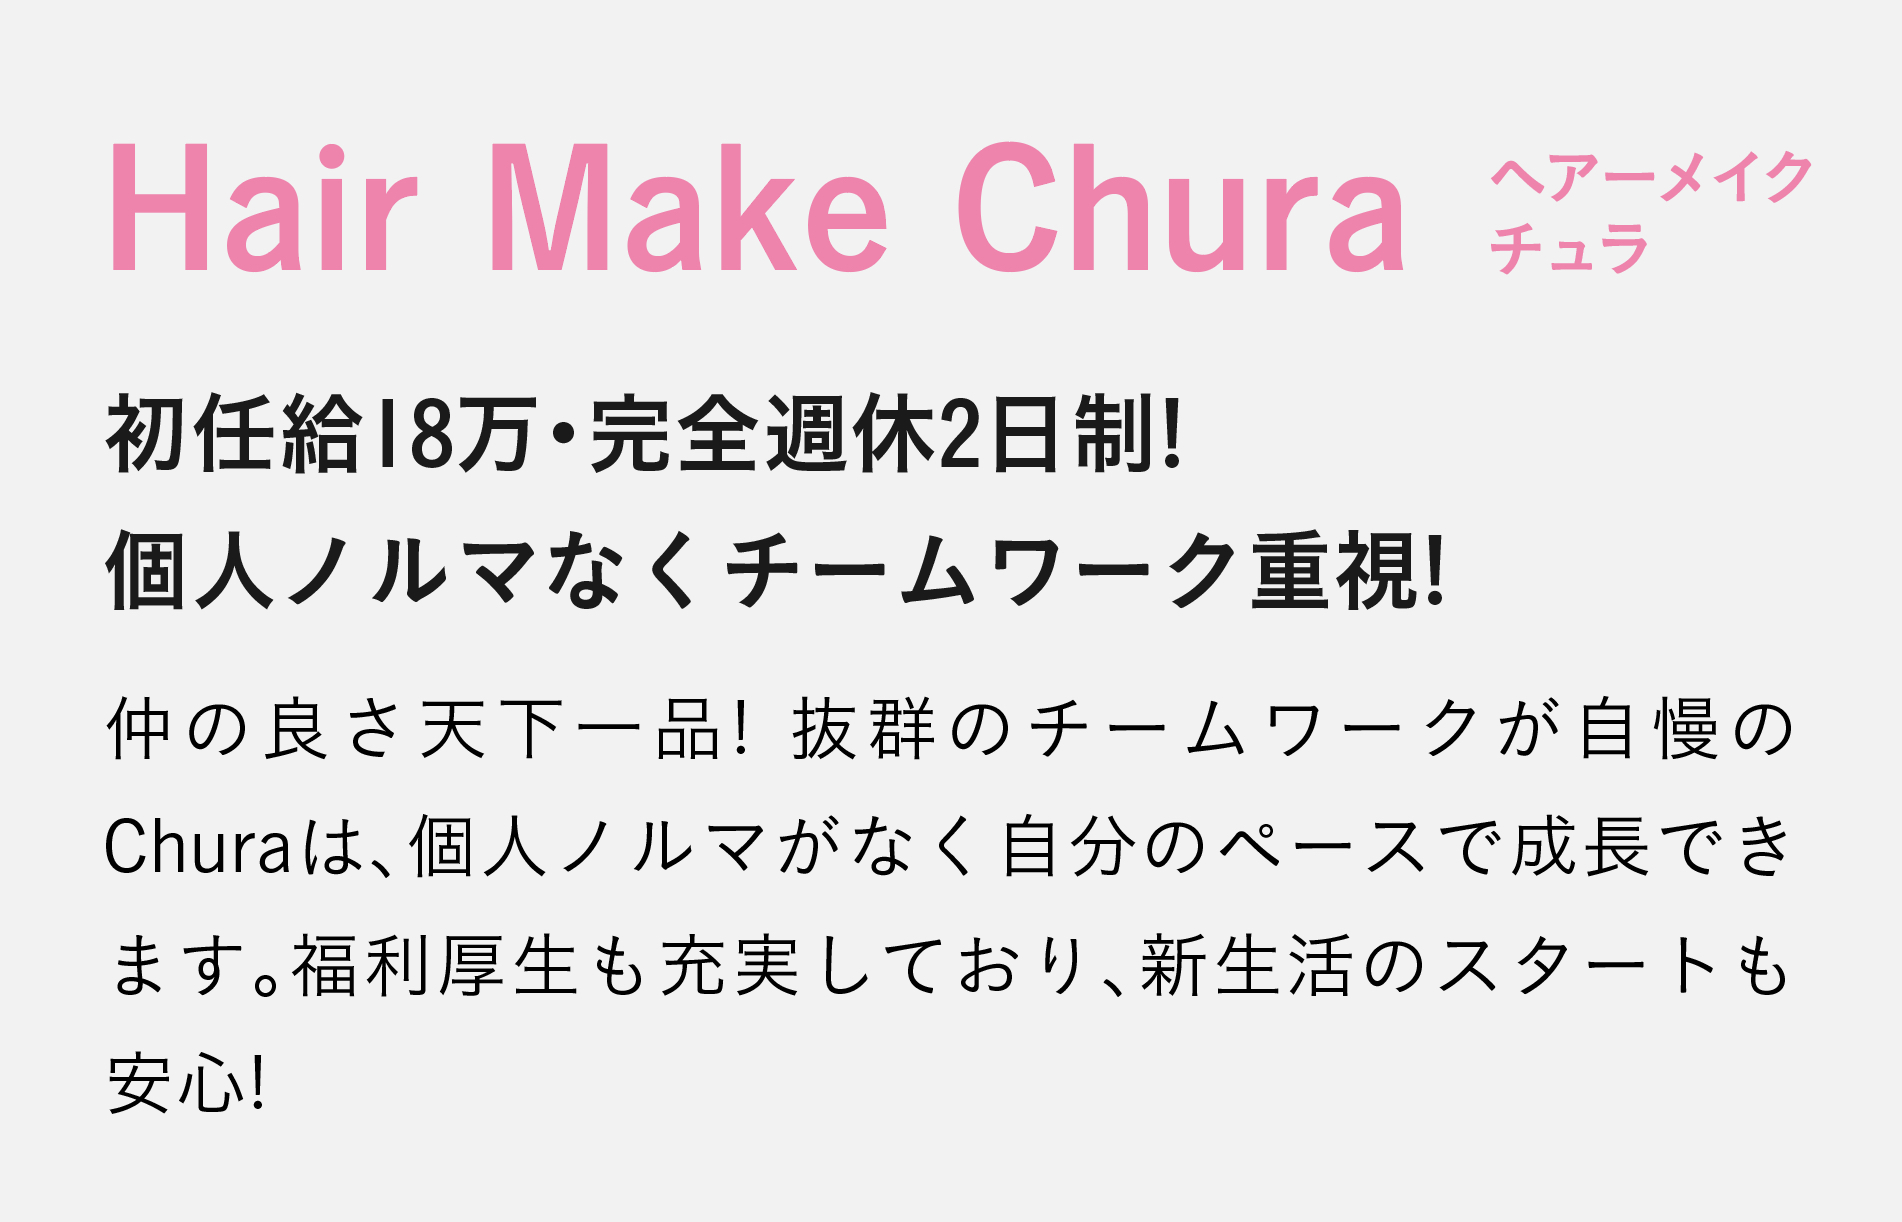 Hair Make Chura
ヘアーメイク
チュラ
初任給18万・完全週休2日制!
個人ノルマなくチームワーク重視!
仲の良さ天下一品! 抜群のチームワークが自慢の
Churaは、個人ノルマがなく自分のペースで成長でき
ます。福利厚生も充実しており、新生活のスタートも
安心!